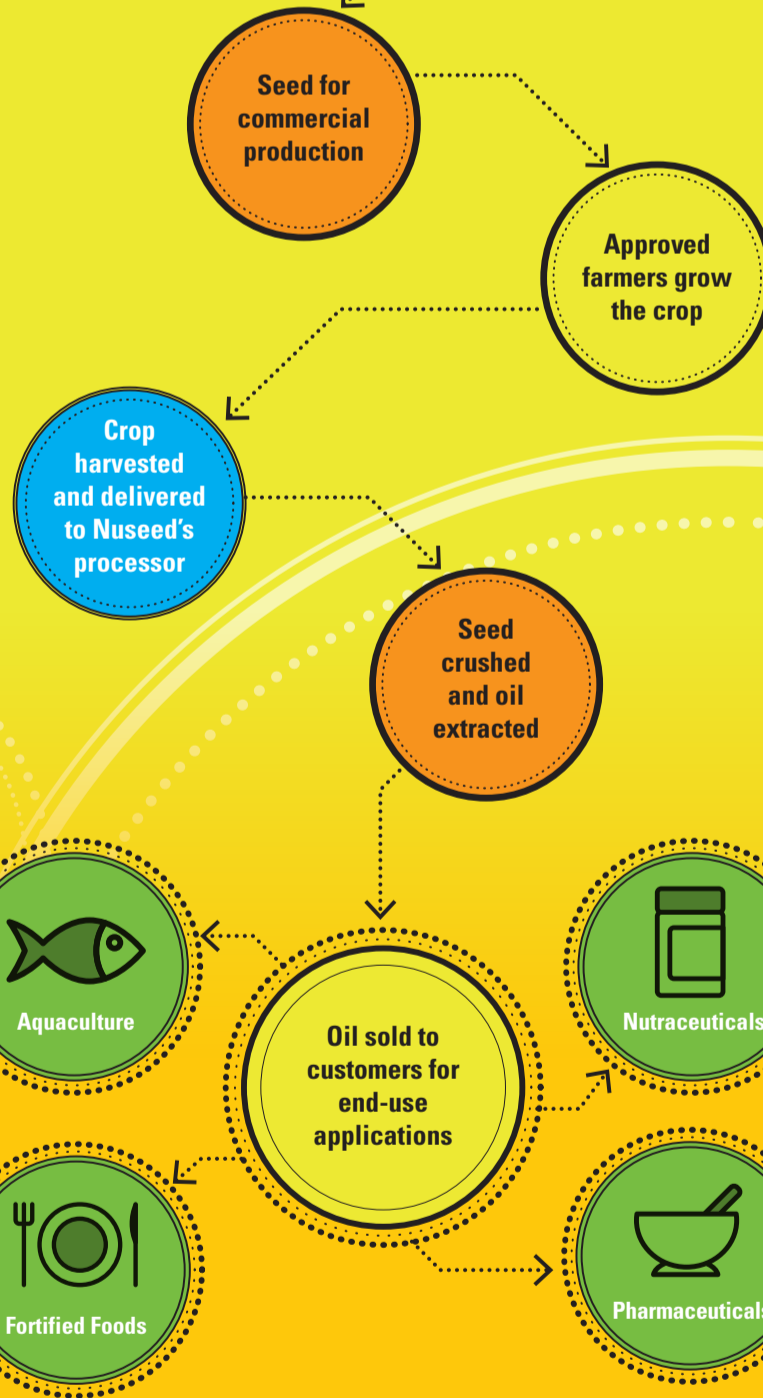 Seed for
commercial
production
Approved
farmers grow
the crop
Crop
harvested
and delivered
to Nuseed's
processor
Seed
crushed
and oil
extracted
Aquaculture
Nutraceuticals
Oil sold to
customers for
end-use
applications
Fortified Foods
Pharmaceuticals